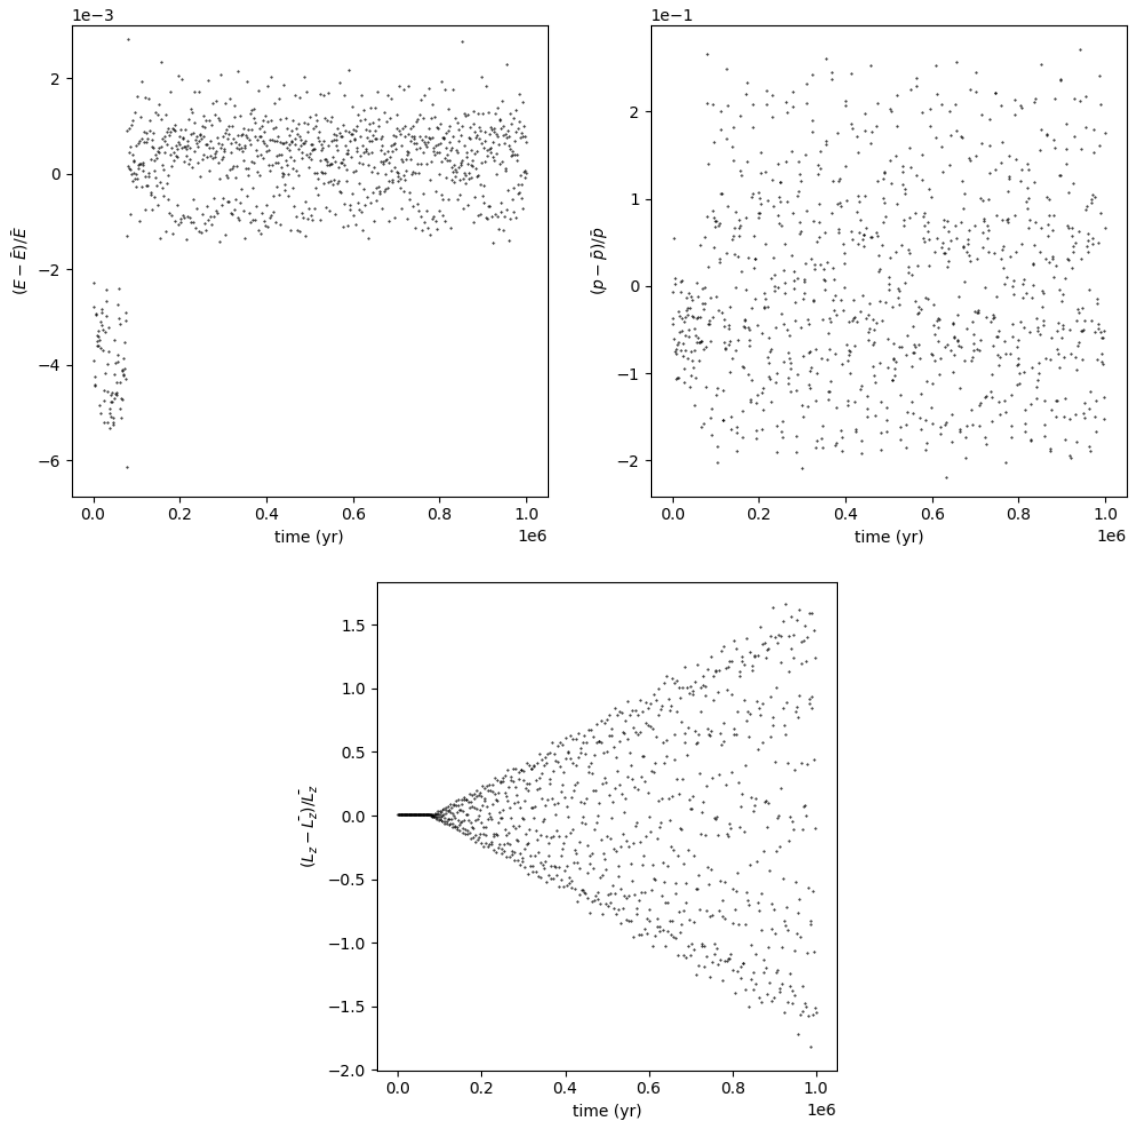 1e−3
2
0
−2
−4
−6
(E − Ē)/Ē
0.0 0.2 0.4 0.6 0.8 1.0
time (yr)
1e6
1e−1
2
1
0
−1
−2
(p − p̄)/p̄
0.0 0.2 0.4 0.6 0.8 1.0
time (yr)
1e6
1.5
1.0
0.5
0.0
−0.5
−1.0
−1.5
−2.0
(L_z − L̄_z)/L̄_z
0.0 0.2 0.4 0.6 0.8 1.0
time (yr)
1e6